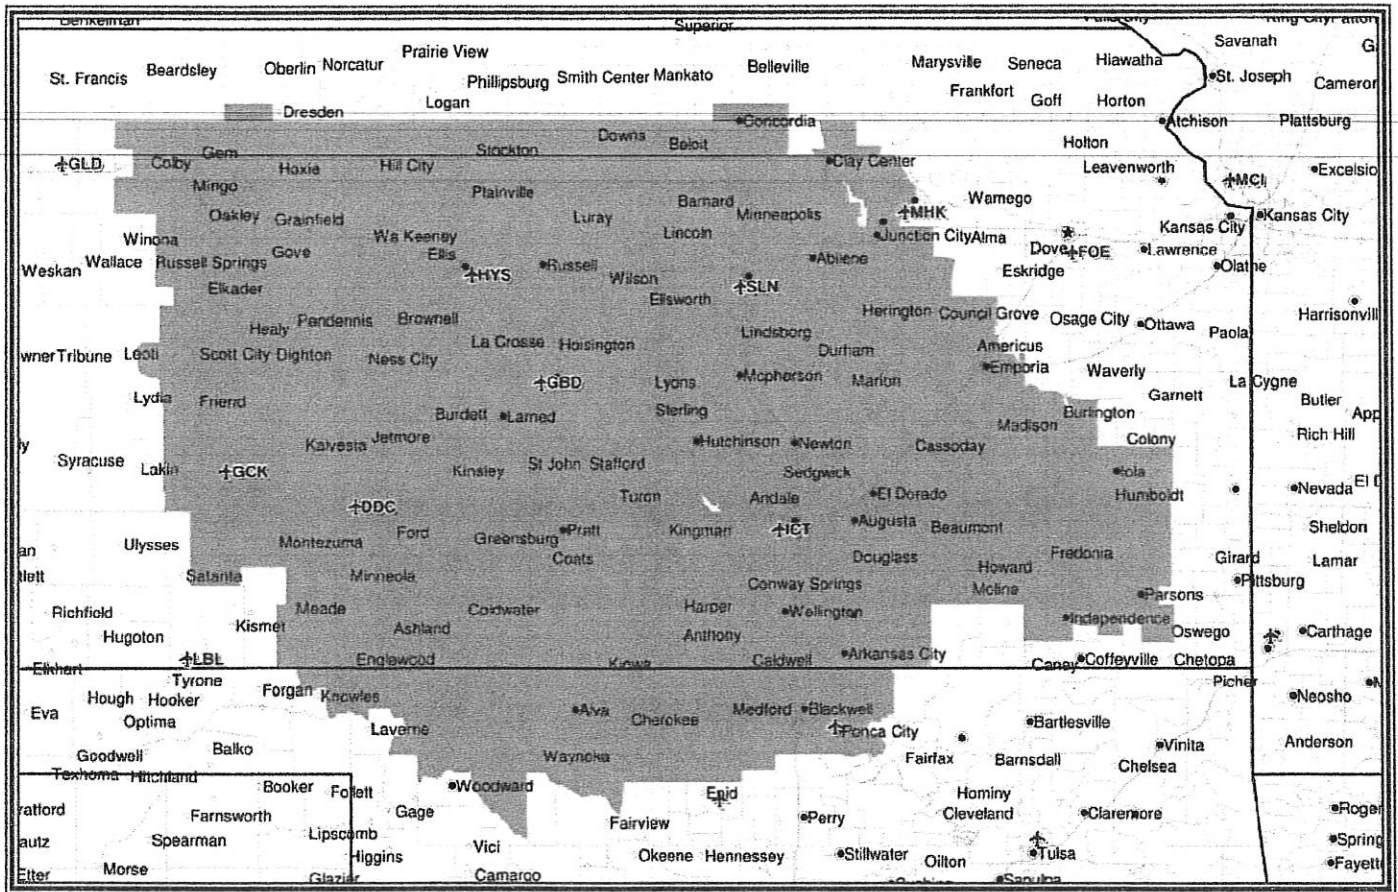 Benkelman
Superior
Savanah
Prairie View
St. Francis Beardsley Oberlin Norcatur
Phillipsburg Smith Center Mankato Belleville
Marysville Seneca Hiawatha
St. Joseph
Frankfort Goff Horton
Cameron
Logan
Dresden
Concordia
Atchison Plattsburg
Downs Beloit
Holton
Gem
Stockton
GLD Colby Hoxie Hill City
Clay Center
Leavenworth
MCI
Excelsio
Mingo
Plainville
Barnard
Wamego
Oakley Grainfield
Luray
Minneapolis
MHK
Kansas City
Kansas City
Winona
Wa Keeney
Lincoln
Junction City Alma
Weskan Wallace Russell Springs Gove
Ellis
HYS
Russell
Wilson
Abilene
Dove FOE
Lawrence
Eskridge
Olathe
Elkader
Ellsworth
SLN
Harrisonvill
Healy Pendennis Brownell
Herington Council Grove Osage City Ottawa
Paola
La Crosse Hoisington
Lindsborg
Durham
Americus
wner Tribune Leoti Scott City Dighton Ness City
GBD
Lyons
Mcpherson
Marion
Emporia
Waverly
La Cygne
Lydia Friend
Garnett
Butler
App
Burdett Larned
Sterling
Madison
Burlington
Rich Hill
Kalvesta Jetmore
Hutchinson Newton
Cassoday
Colony
Syracuse Lakin GCK
Kinsley St John Stafford
Sedgwick
Iola
Nevada El D
DDC
Turon
Andale
El Dorado
Humboldt
Ulysses
Montezuma Ford Greensburg Pratt
Kingman
ICT
Augusta Beaumont
Sheldon
Coats
Douglass
Fredonia
Girard
Lamar
tlett
Satanta
Minneola
Conway Springs
Howard
Pittsburg
Moline
Parsons
Richfield
Meade
Coldwater
Harper
Wellington
Independence
Hugoton Kismet
Ashland
Anthony
Oswego
Carthage
LBL
Englewood
Kiowa
Caldwell
Arkansas City
Caney Coffeyville Chetopa
Elkhart
Tyrone
Picher
Hough Hooker Forgan Knowles
Neosho
Eva Optima
Laverne
Alva
Cherokee
Medford Blackwell
Ponca City
Bartlesville
Goodwell Balko
Waynoka
Fairfax
Barnsdall
Vinita
Chelsea
Anderson
Texhoma Hitchland
Booker Follett
Woodward
Enid
Hominy
Farnsworth
Gage
Fairview
Perry
Cleveland
Claremore
Roger
Spearman Lipscomb
Spring
Higgins
Vici
Okeene Hennessey
Stillwater Oilton
Tulsa
Fayett
Etter Morse
Glazier
Camargo
Cushing
Sapulpa